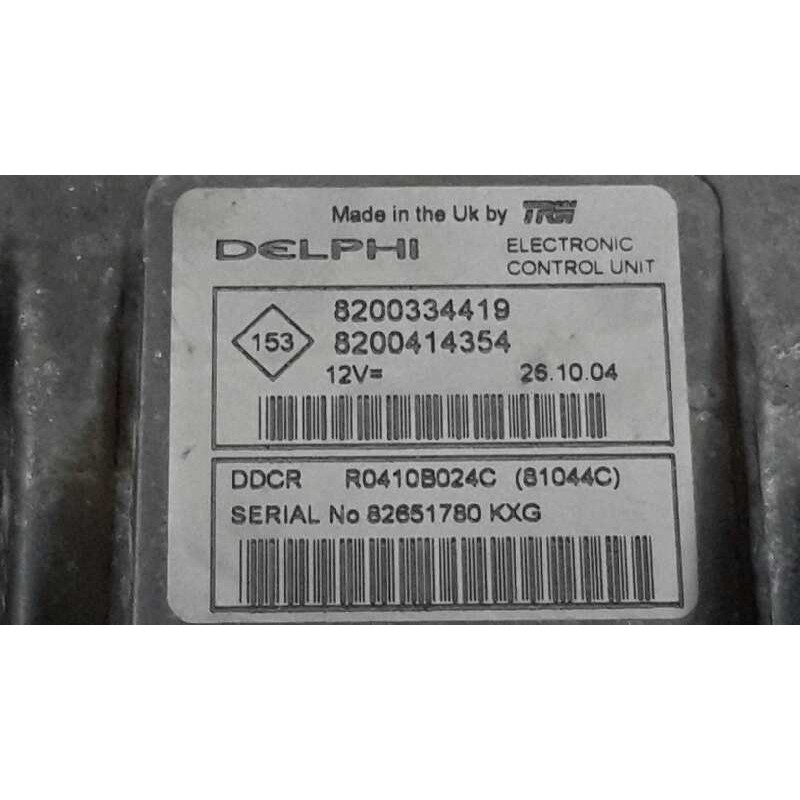 Made in the Uk by TRW
DELPHI
ELECTRONIC
CONTROL UNIT
153
8200334419
8200414354
12V=
26.10.04
DDCR R0410B024C (81044C)
SERIAL No 82651780 KXG